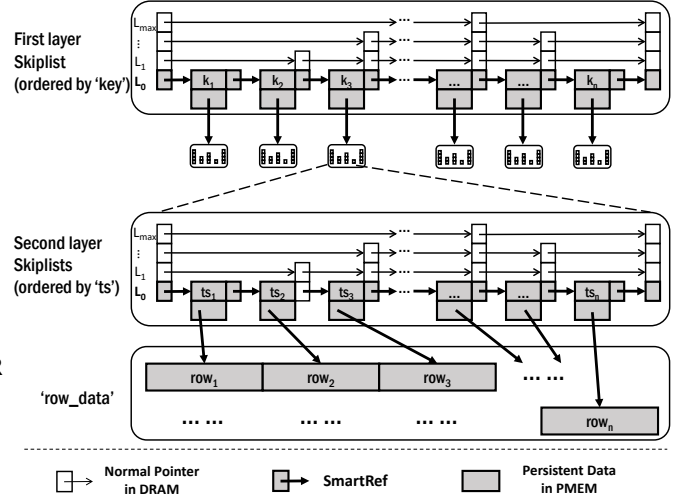 First layer
Skiplist
(ordered by 'key')
Lmax
⋮
L1
L0
k1 k2 k3 ... ... kn
... ...
Second layer
Skiplists
(ordered by 'ts')
Lmax
⋮
L1
L0
ts1 ts2 ts3 ... ... tsn
R
'row_data'
row1 row2 row3 ... ...
... ... ... ... ... ... rown
Normal Pointer
in DRAM
SmartRef
Persistent Data
in PMEM